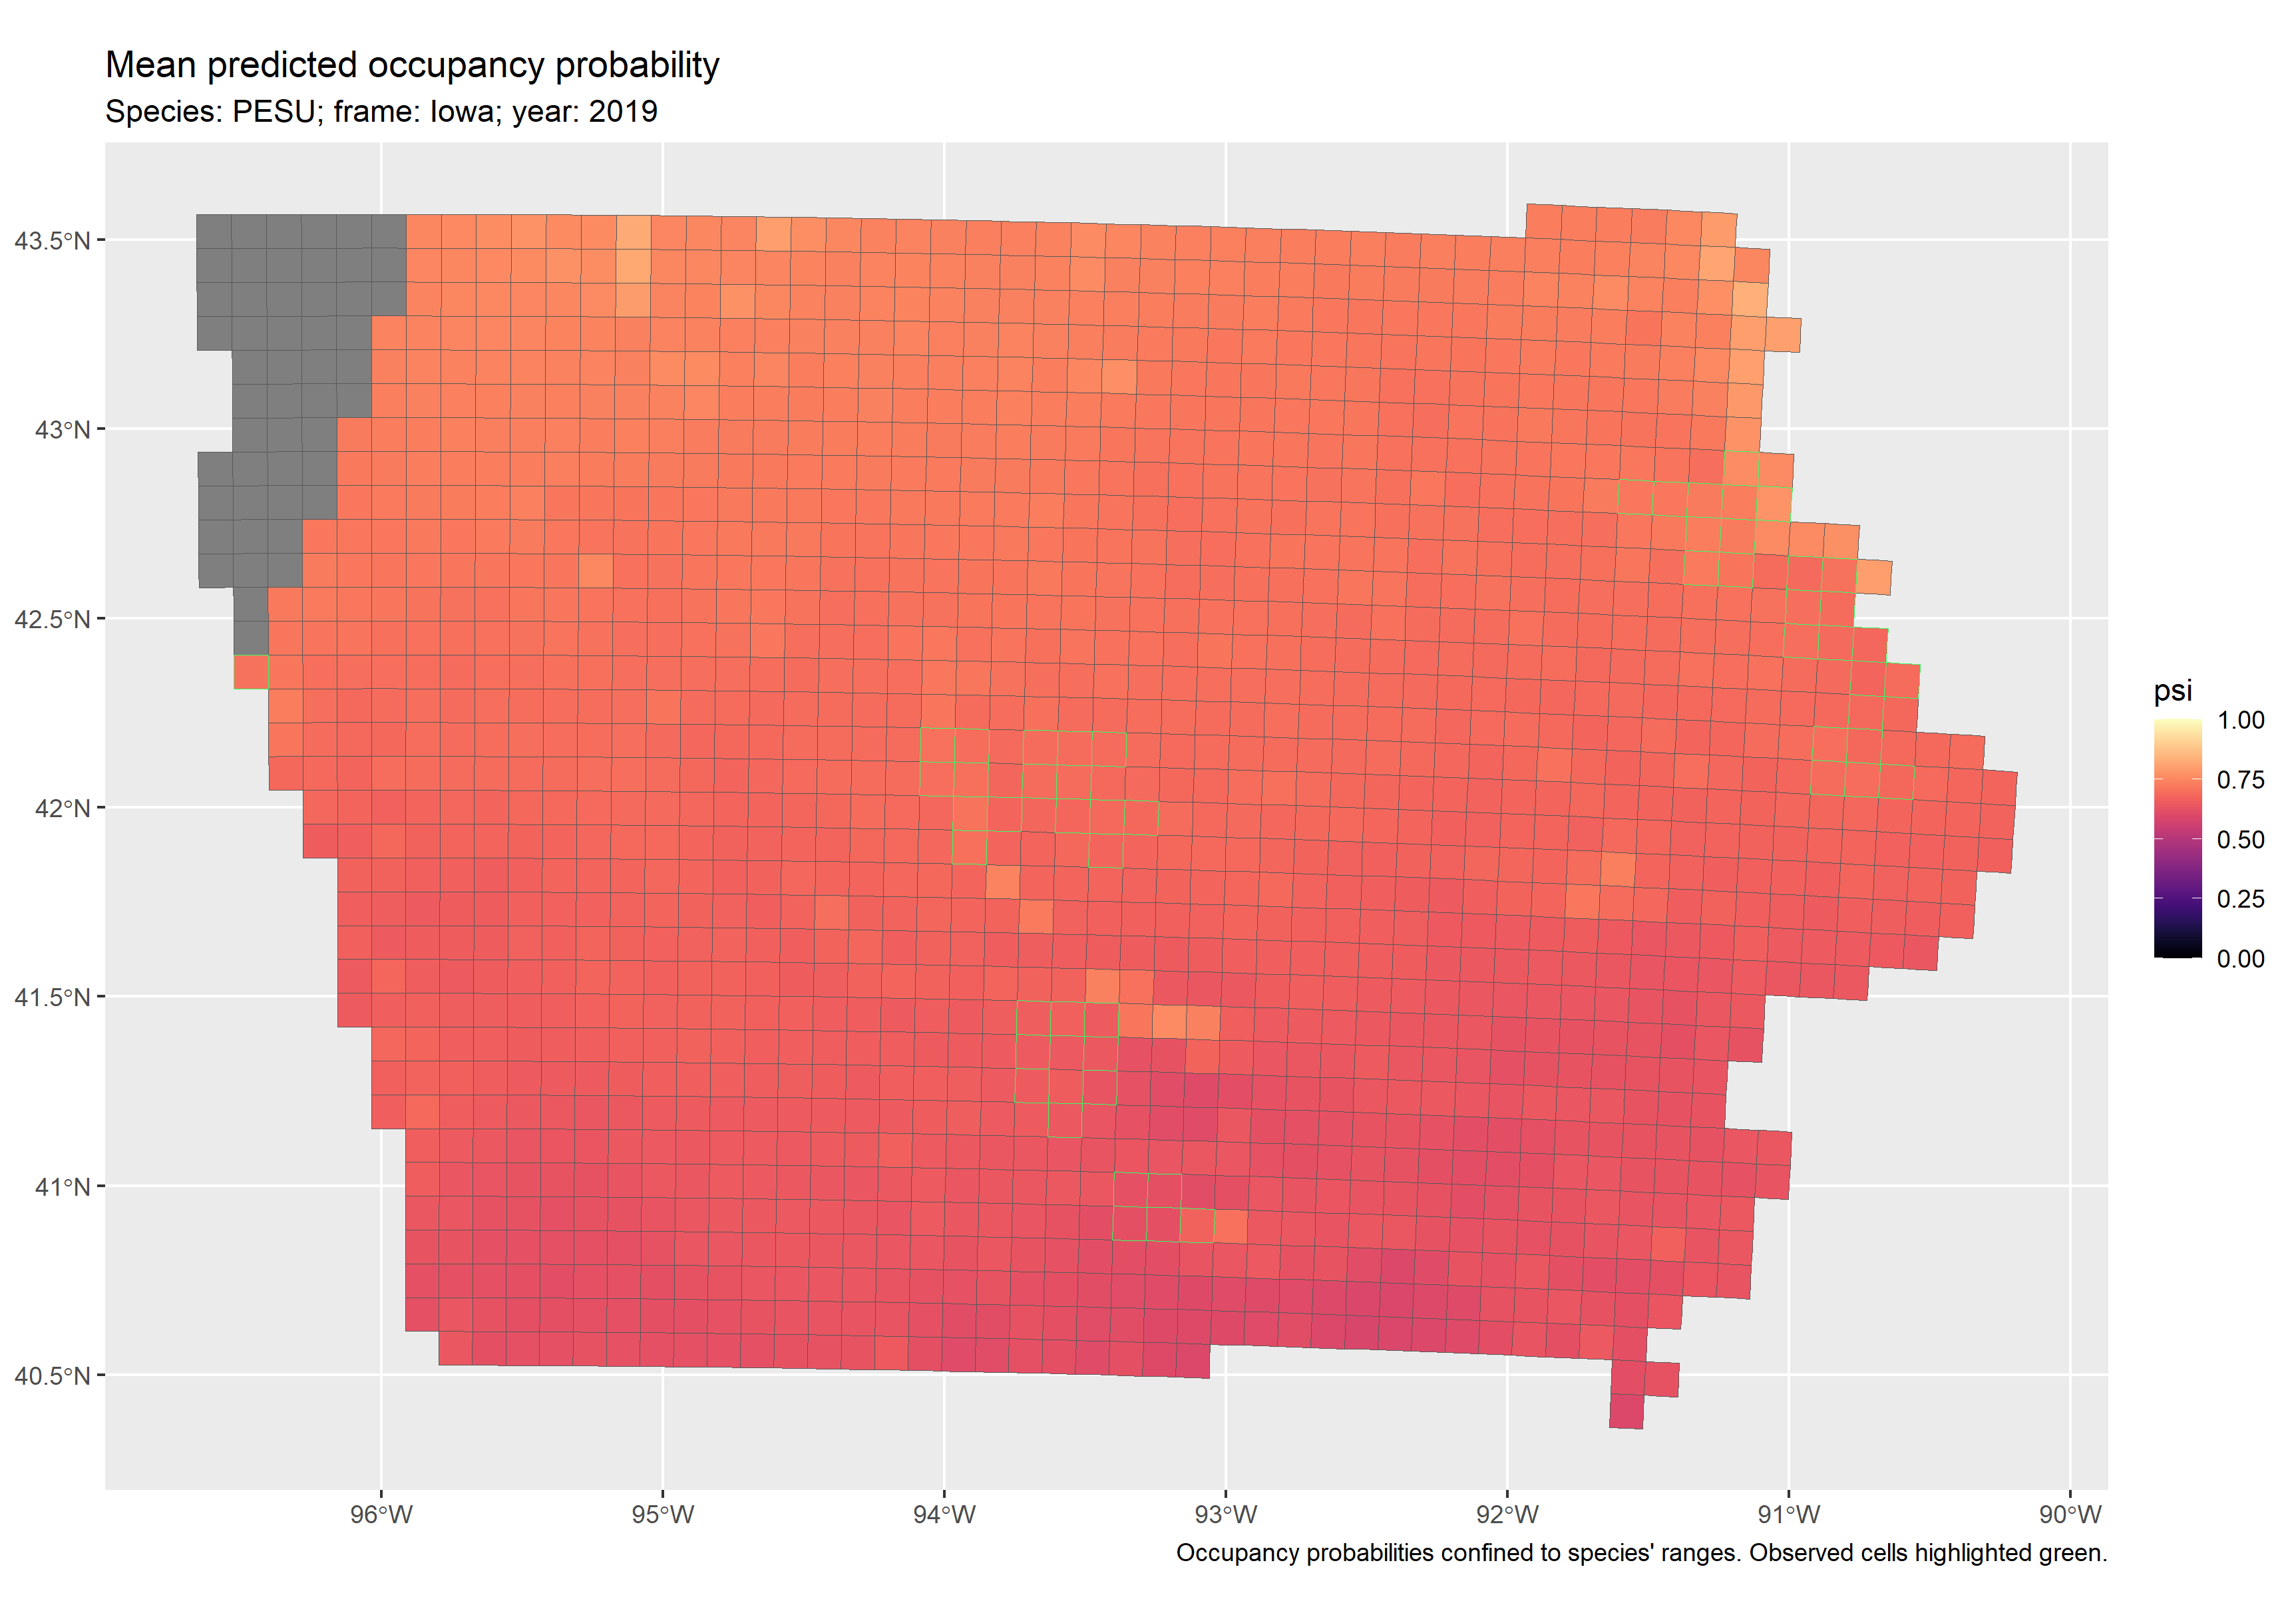 Mean predicted occupancy probability
Species: PESU; frame: Iowa; year: 2019
43.5°N
43°N
42.5°N
42°N
41.5°N
41°N
40.5°N
96°W
95°W
94°W
93°W
92°W
91°W
90°W
psi
1.00
0.75
0.50
0.25
0.00
Occupancy probabilities confined to species' ranges. Observed cells highlighted green.